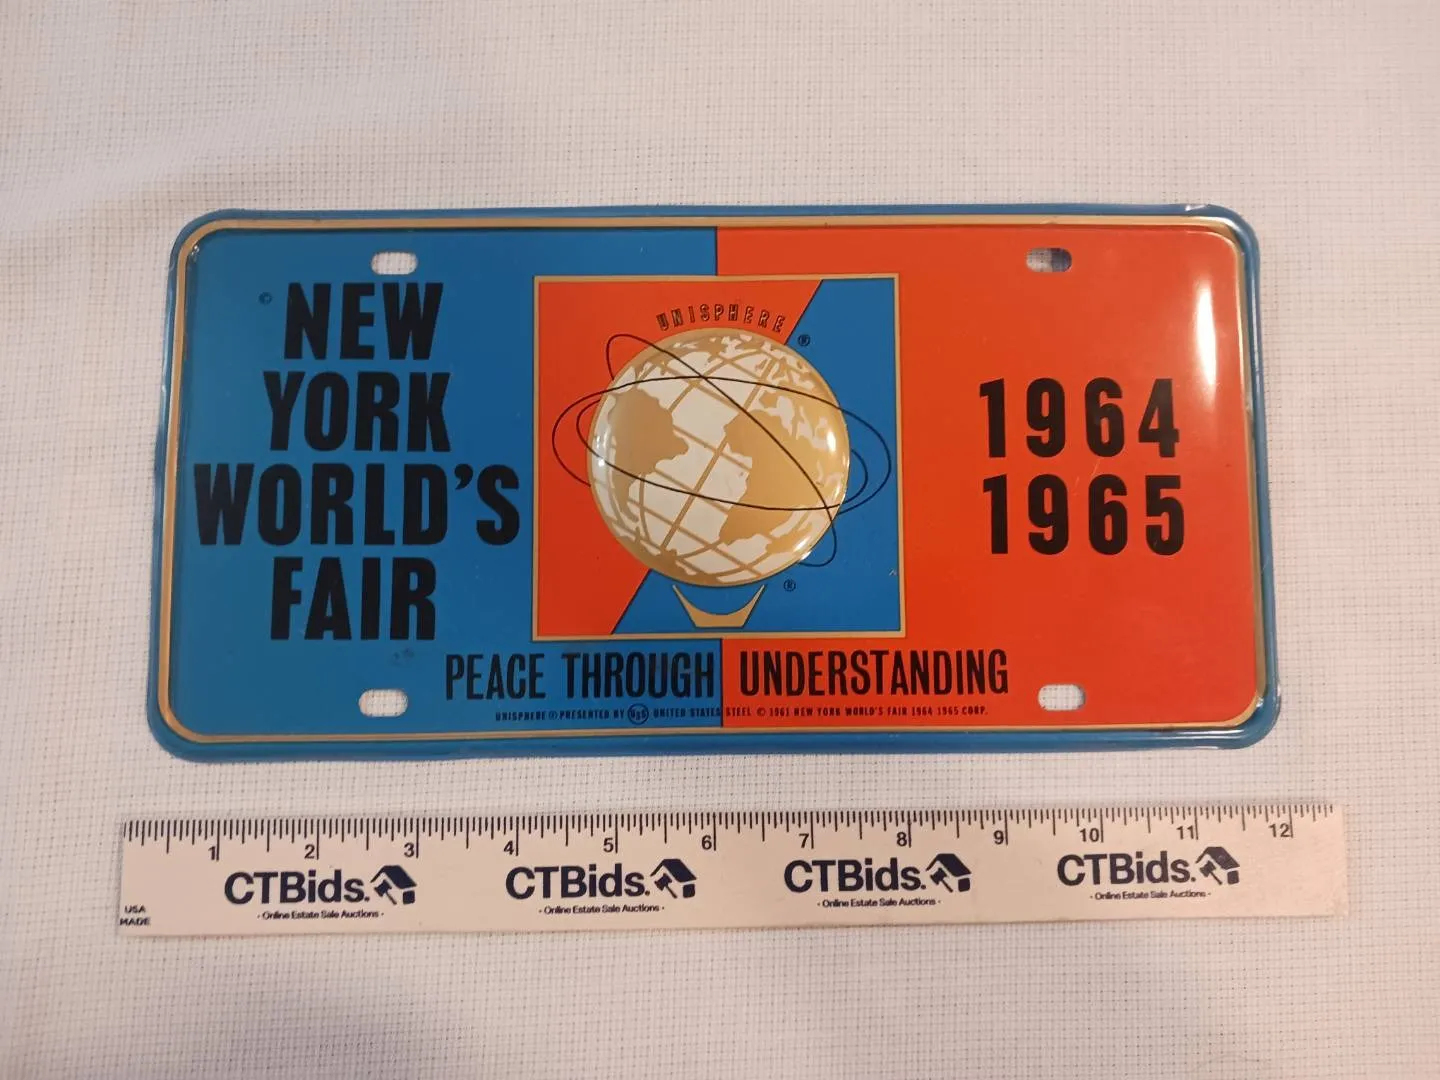 © NEW
YORK
WORLD'S
FAIR
UNISPHERE ®
®
1964
1965
PEACE THROUGH UNDERSTANDING
UNISPHERE ® PRESENTED BY USS UNITED STATES STEEL © 1961 NEW YORK WORLD'S FAIR 1964-1965 CORP.
1 2 3 4 5 6 7 8 9 10 11 12
CTBids. CTBids. CTBids. CTBids.
- Online Estate Sale Auctions - - Online Estate Sale Auctions - - Online Estate Sale Auctions - - Online Estate Sale Auctions -
USA
MADE